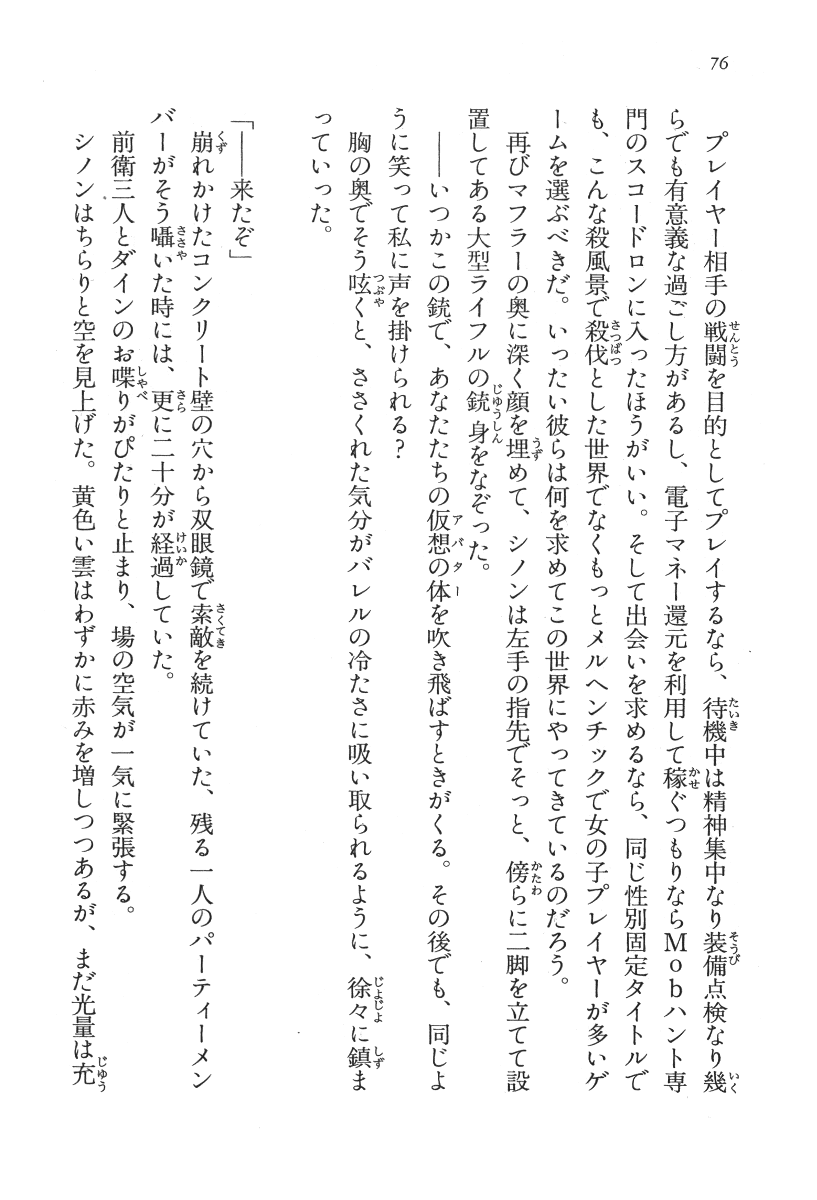 76
プレイヤー相手の戦闘を目的としてプレイするなら、待機中は精神集中なり装備点検なり幾
らでも有意義な過ごし方があるし、電子マネー還元を利用して稼ぐつもりならMobハント専
門のスコードロンに入ったほうがいい。そして出会いを求めるなら、同じ性別固定タイトルで
も、こんな殺風景で殺伐とした世界でなくもっとメルヘンチックで女の子プレイヤーが多いゲ
ームを選ぶべきだ。いったい彼らは何を求めてこの世界にやってきているのだろう。
再びマフラーの奥に深く顔を埋めて、シノンは左手の指先でそっと、傍らに二脚を立てて設
置してある大型ライフルの銃身をなぞった。
――いつかこの銃で、あなたたちの仮想の体を吹き飛ばすときがくる。その後でも、同じよ
うに笑って私に声を掛けられる？
胸の奥でそう呟くと、ささくれた気分がバレルの冷たさに吸い取られるように、徐々に鎮ま
っていった。
「――来たぞ」
崩れかけたコンクリート壁の穴から双眼鏡で索敵を続けていた、残る一人のパーティーメン
バーがそう囁いた時には、更に二十分が経過していた。
前衛三人とダインのお喋りがぴたりと止まり、場の空気が一気に緊張する。
シノンはちらりと空を見上げた。黄色い雲はわずかに赤みを増しつつあるが、まだ光量は充